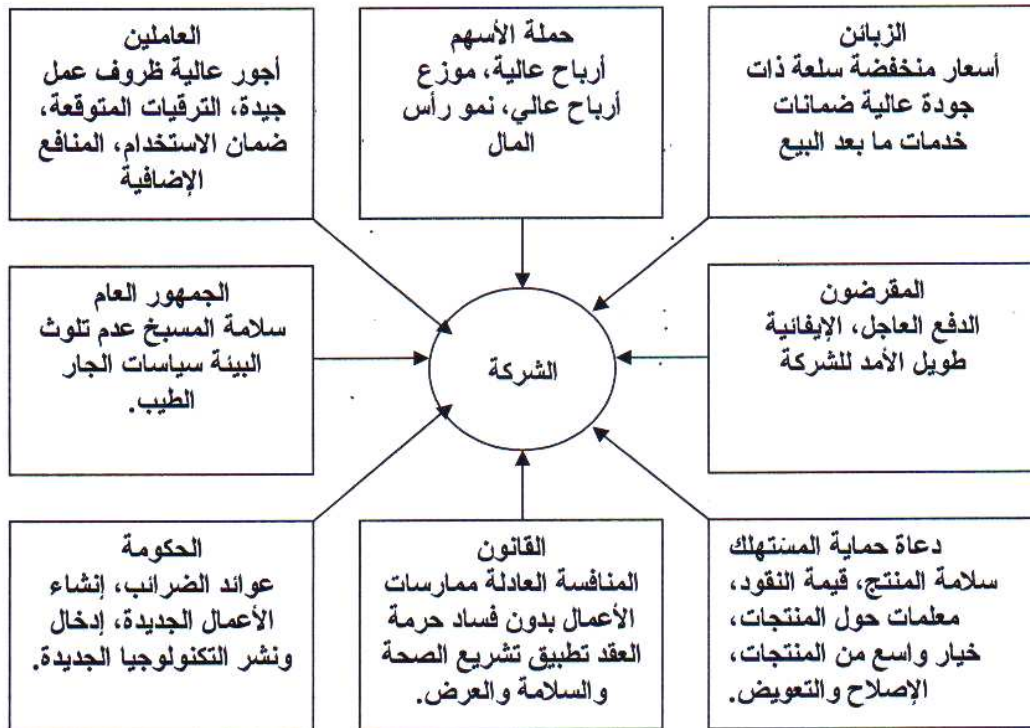 الزبائن
أسعار منخفضة سلعة ذات
جودة عالية ضمانات
خدمات ما بعد البيع
حملة الأسهم
أرباح عالية، موزع
أرباح عالي، نمو رأس
المال
العاملين
أجور عالية ظروف عمل
جيدة، الترقيات المتوقعة،
ضمان الاستخدام، المنافع
الإضافية
المقرضون
الدفع العاجل، الإيفائية
طويل الأمد للشركة
الشركة
الجمهور العام
سلامة المسبخ عدم تلوث
البيئة سياسات الجار
الطيب.
دعاة حماية المستهلك
سلامة المنتج، قيمة النقود،
معلمات حول المنتجات،
خيار واسع من المنتجات،
الإصلاح والتعويض.
القانون
المنافسة العادلة ممارسات
الأعمال بدون فساد حرمة
العقد تطبيق تشريع الصحة
والسلامة والعرض.
الحكومة
عوائد الضرائب، إنشاء
الأعمال الجديدة، إدخال
ونشر التكنولوجيا الجديدة.